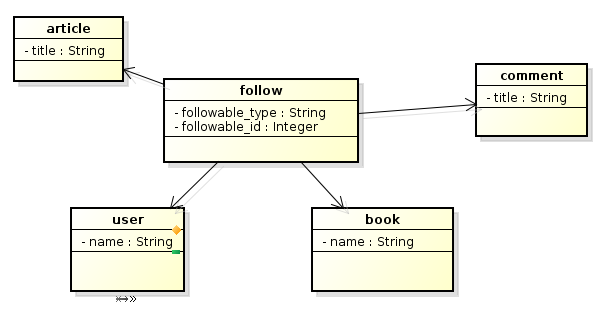 article
- title : String
follow
- followable_type : String
- followable_id : Integer
comment
- title : String
user
- name : String
book
- name : String